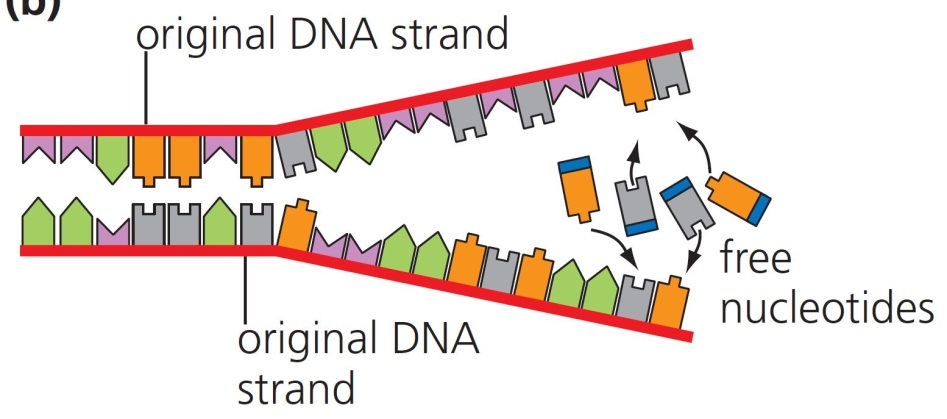 (b)
original DNA strand
free
nucleotides
original DNA
strand